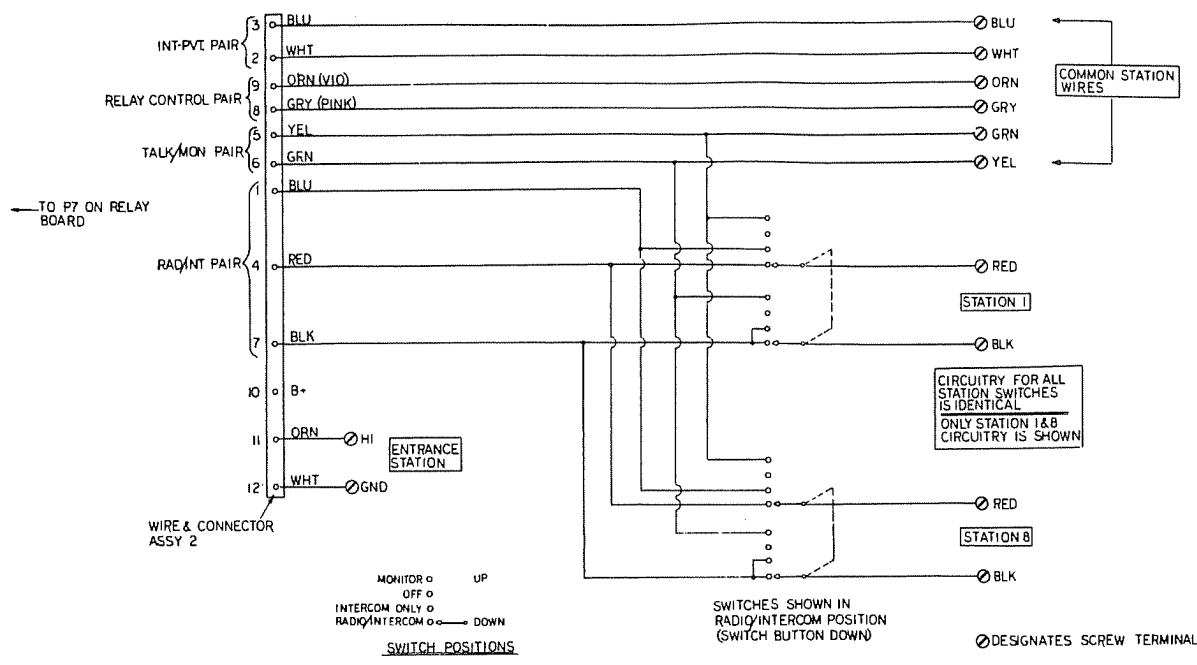 3 BLU
INT-PVT. PAIR
2 WHT
9 ORN (VIO)
RELAY CONTROL PAIR
8 GRY (PINK)
5 YEL
TALK/MON PAIR
6 GRN
1 BLU
TO P7 ON RELAY
BOARD
RAD/INT PAIR
4 RED
7 BLK
10 B+
11 ORN HI
12 WHT GND
ENTRANCE
STATION
WIRE & CONNECTOR
ASSY 2
BLU
WHT
ORN
GRY
GRN
YEL
COMMON STATION
WIRES
RED
STATION 1
BLK
CIRCUITRY FOR ALL
STATION SWITCHES
IS IDENTICAL
ONLY STATION 1&8
CIRCUITRY IS SHOWN
RED
STATION 8
BLK
MONITOR UP
OFF
INTERCOM ONLY
RADIO/INTERCOM DOWN
SWITCH POSITIONS
SWITCHES SHOWN IN
RADIO/INTERCOM POSITION
(SWITCH BUTTON DOWN)
DESIGNATES SCREW TERMINAL